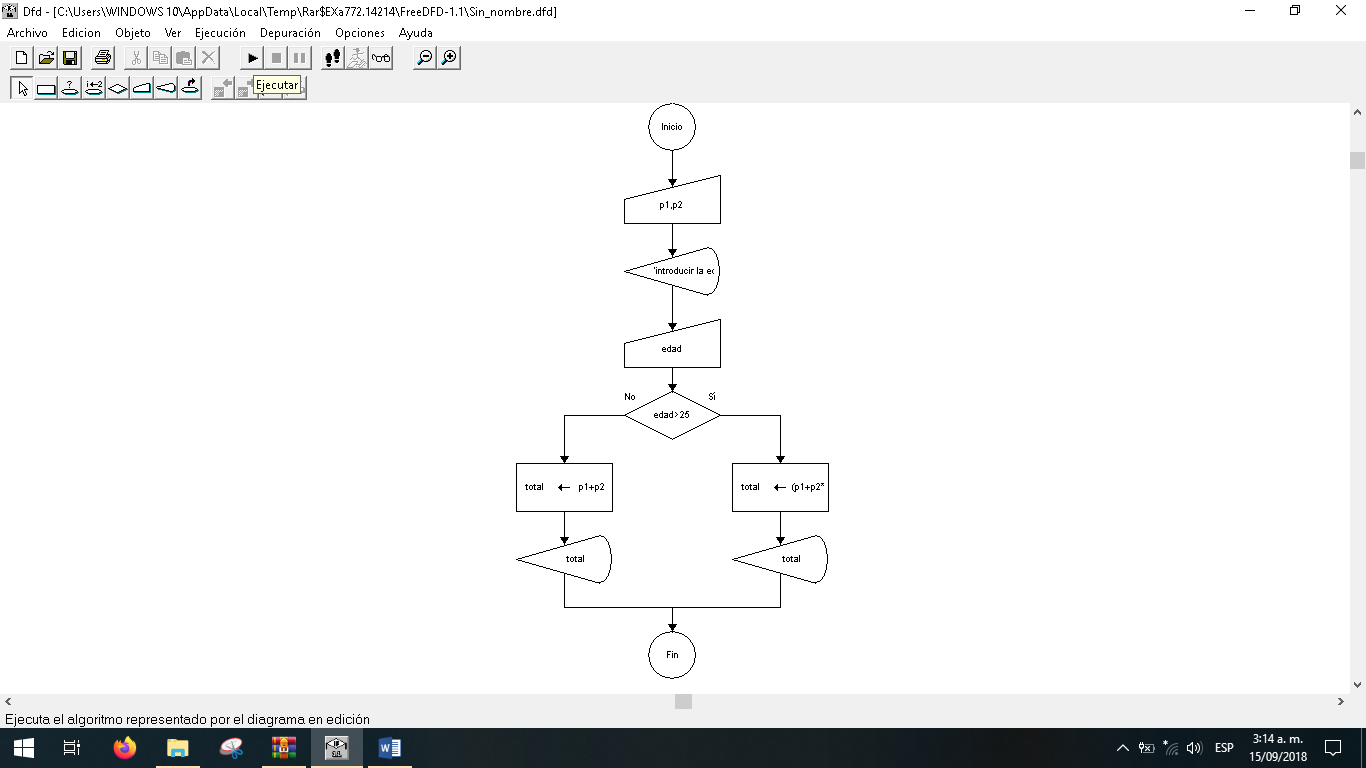 Dfd - [C:\Users\WINDOWS 10\AppData\Local\Temp\Rar$EXa772.14214\FreeDFD-1.1\Sin_nombre.dfd]
Archivo Edicion Objeto Ver Ejecución Depuración Opciones Ayuda
Ejecutar
Inicio
p1,p2
'introducir la ec
edad
No Sí
edad>25
total ← p1+p2 total ← (p1+p2*
total total
Fin
Ejecuta el algoritmo representado por el diagrama en edición
ESP 3:14 a. m.
15/09/2018